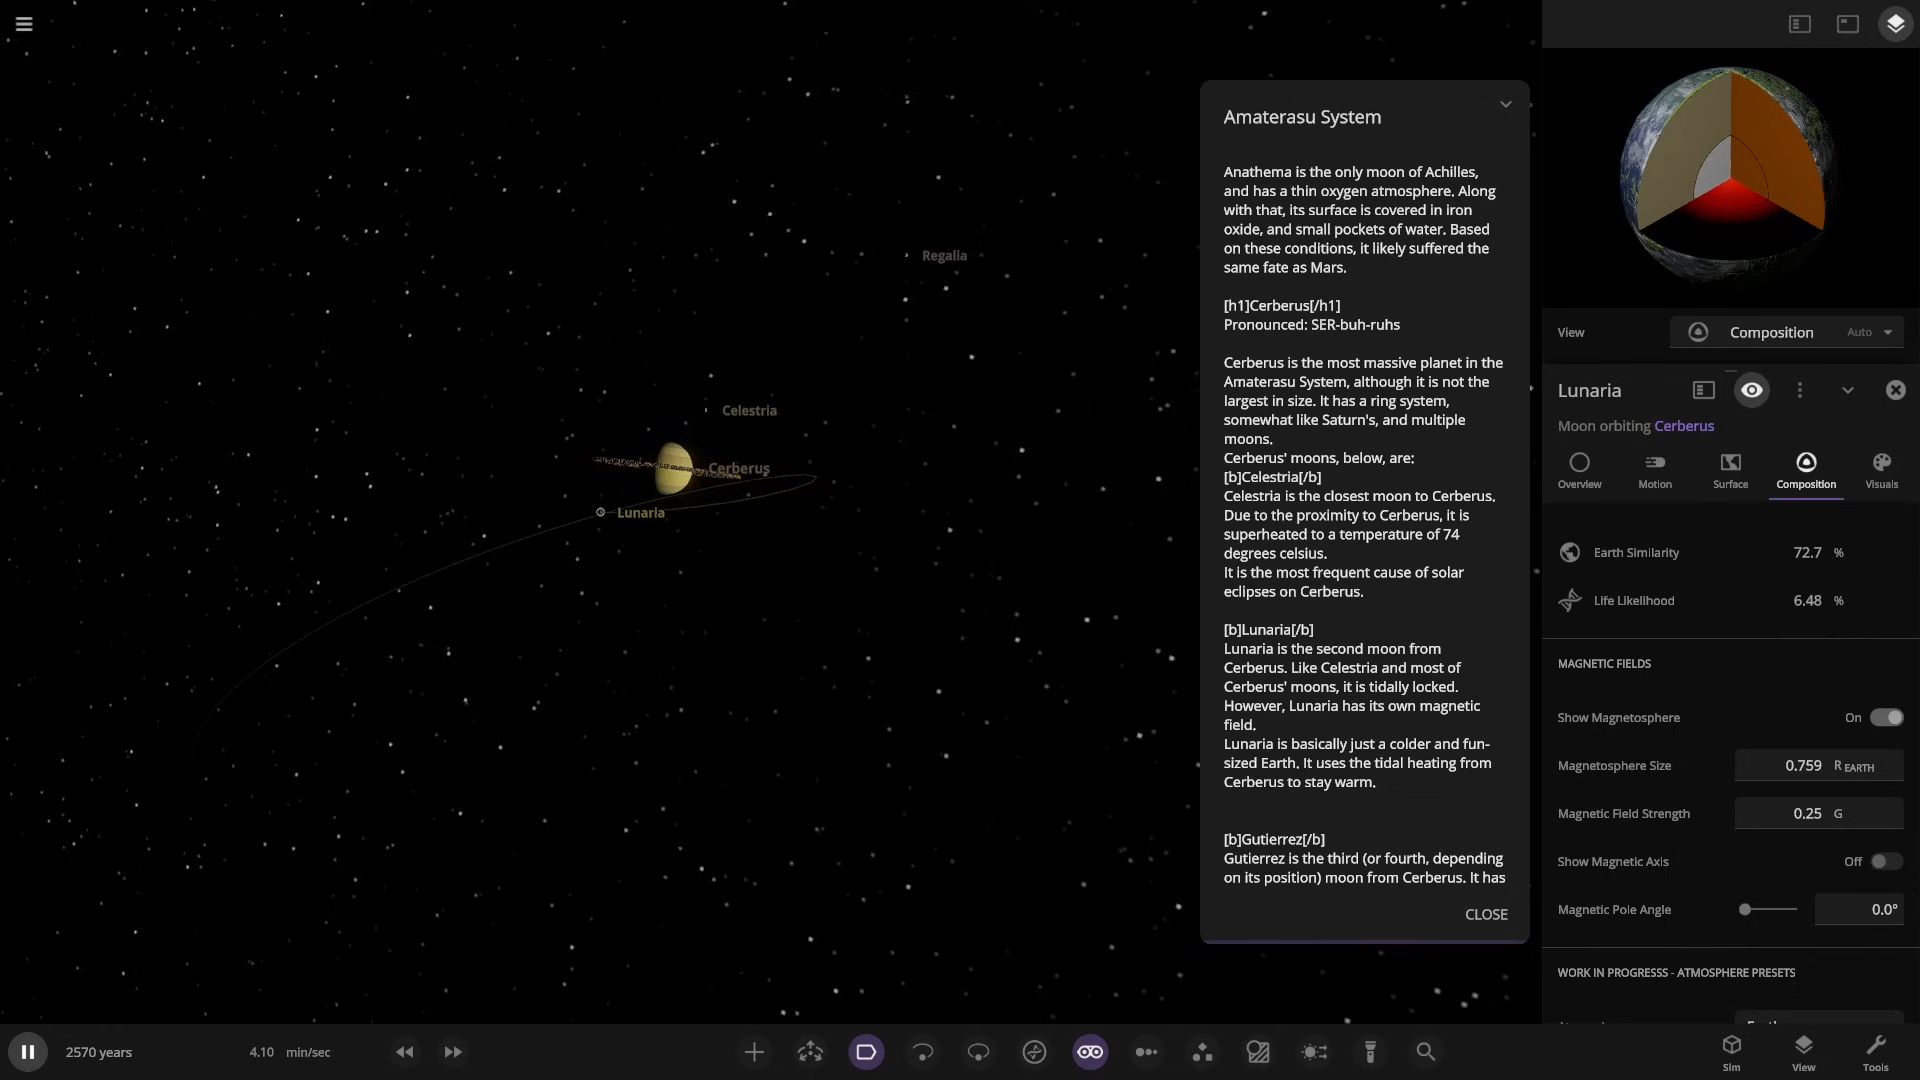 Regalia
Celestria
Cerberus
Lunaria
Amaterasu System
Anathema is the only moon of Achilles,
and has a thin oxygen atmosphere. Along
with that, its surface is covered in iron
oxide, and small pockets of water. Based
on these conditions, it likely suffered the
same fate as Mars.
[h1]Cerberus[/h1]
Pronounced: SER-buh-ruhs
Cerberus is the most massive planet in the
Amaterasu System, although it is not the
largest in size. It has a ring system,
somewhat like Saturn's, and multiple
moons.
Cerberus' moons, below, are:
[b]Celestria[/b]
Celestria is the closest moon to Cerberus.
Due to the proximity to Cerberus, it is
superheated to a temperature of 74
degrees celsius.
It is the most frequent cause of solar
eclipses on Cerberus.
[b]Lunaria[/b]
Lunaria is the second moon from
Cerberus. Like Celestria and most of
Cerberus' moons, it is tidally locked.
However, Lunaria has its own magnetic
field.
Lunaria is basically just a colder and fun-
sized Earth. It uses the tidal heating from
Cerberus to stay warm.
[b]Gutierrez[/b]
Gutierrez is the third (or fourth, depending
on its position) moon from Cerberus. It has
CLOSE
View Composition Auto
Lunaria
Moon orbiting Cerberus
Overview Motion Surface Composition Visuals
Earth Similarity 72.7 %
Life Likelihood 6.48 %
MAGNETIC FIELDS
Show Magnetosphere On
Magnetosphere Size 0.759 R EARTH
Magnetic Field Strength 0.25 G
Show Magnetic Axis Off
Magnetic Pole Angle 0.0°
WORK IN PROGRESSS - ATMOSPHERE PRESETS
2570 years 4.10 min/sec
Sim View Tools